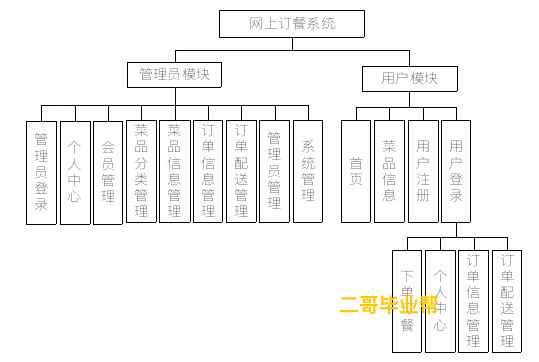 网上订餐系统
管理员模块
用户模块
管理员登录
个人中心
会员管理
菜品分类管理
菜品信息管理
订单信息管理
订单配送管理
管理员管理
系统管理
首页
菜品信息
用户注册
用户登录
下单餐
个人中心
订单信息管理
订单配送管理
二哥毕业帮